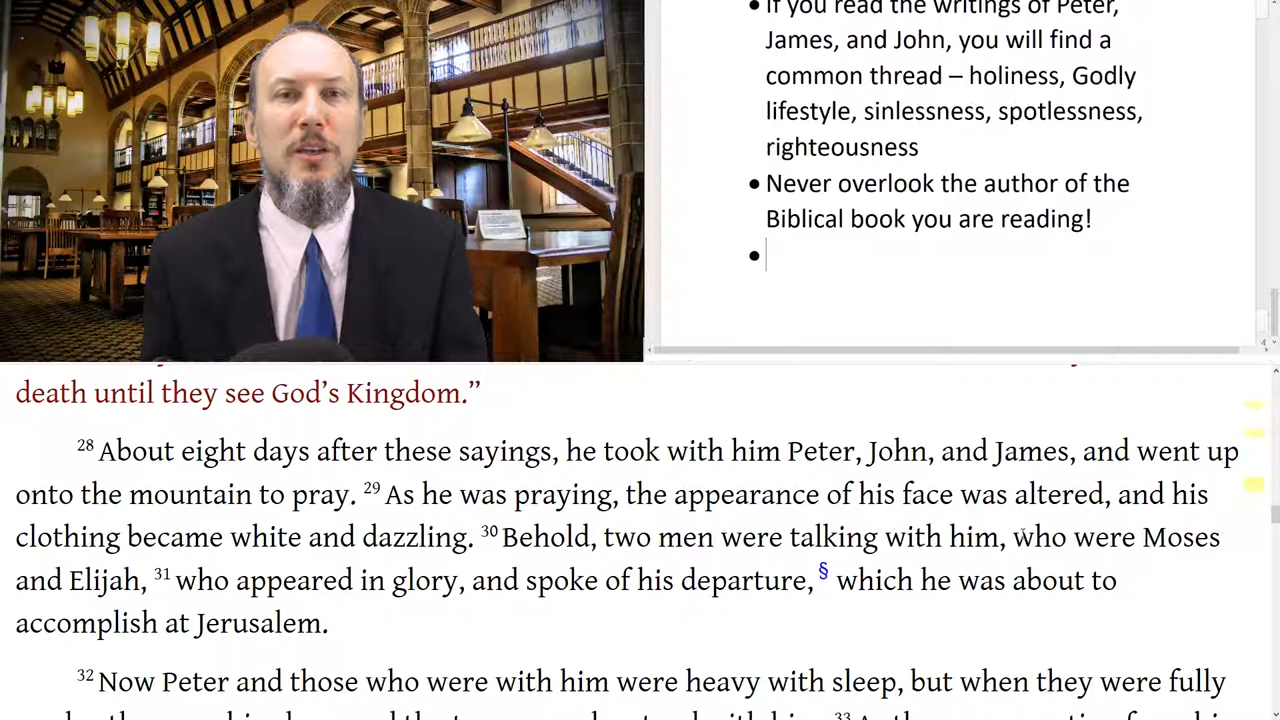 • If you read the writings of Peter,
James, and John, you will find a
common thread – holiness, Godly
lifestyle, sinlessness, spotlessness,
righteousness
• Never overlook the author of the
Biblical book you are reading!
•
death until they see God’s Kingdom.”
28 About eight days after these sayings, he took with him Peter, John, and James, and went up
onto the mountain to pray. 29 As he was praying, the appearance of his face was altered, and his
clothing became white and dazzling. 30 Behold, two men were talking with him, who were Moses
and Elijah, 31 who appeared in glory, and spoke of his departure,§ which he was about to
accomplish at Jerusalem.
32 Now Peter and those who were with him were heavy with sleep, but when they were fully